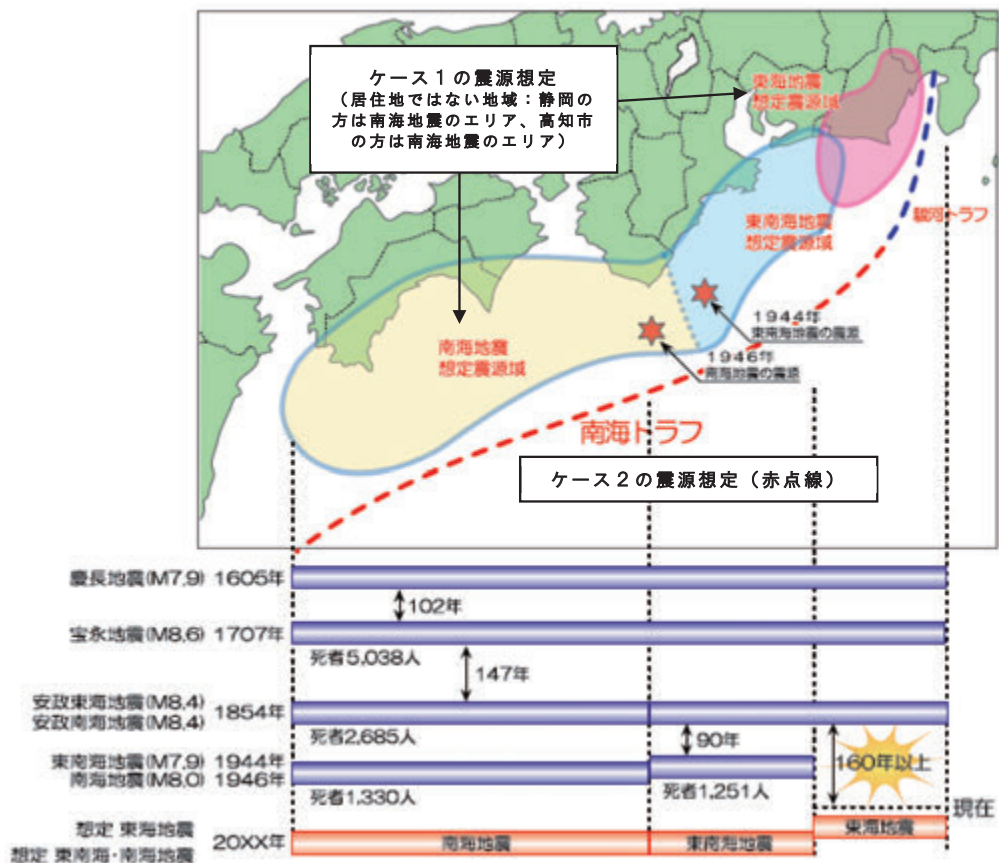 ケース1の震源想定
(居住地ではない地域:静岡の
方は南海地震のエリア、高知市
の方は南海地震のエリア)
東海地震
想定震源域
東南海地震
想定震源域
駿河トラフ
1944年
東南海地震の震源
1946年
南海地震の震源
南海地震
想定震源域
南海トラフ
ケース2の震源想定(赤点線)
慶長地震(M7,9) 1605年
102年
宝永地震(M8,6) 1707年
死者5,038人
147年
安政東海地震(M8,4)
安政南海地震(M8,4)
1854年
死者2,685人
90年
160年以上
東南海地震(M7,9) 1944年
南海地震(M8,0) 1946年
死者1,330人
死者1,251人
現在
想定 東海地震
想定 東南海・南海地震
20XX年
南海地震
東南海地震
東海地震